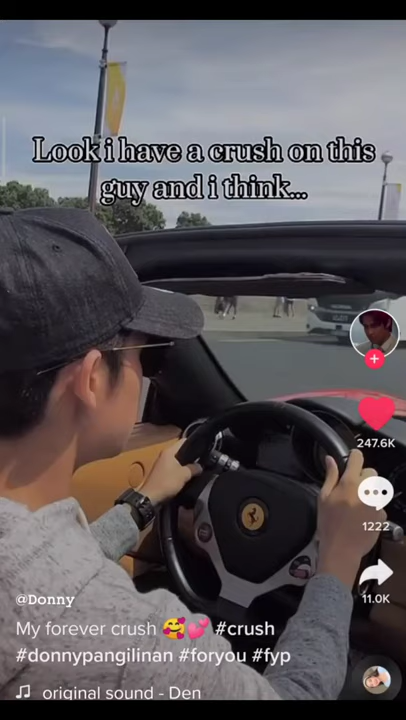 Look i have a crush on this
guy and i think...
247.6K
1222
11.0K
@Donny
My forever crush 🥰💞 #crush
#donnypangilinan #foryou #fyp
original sound - Den